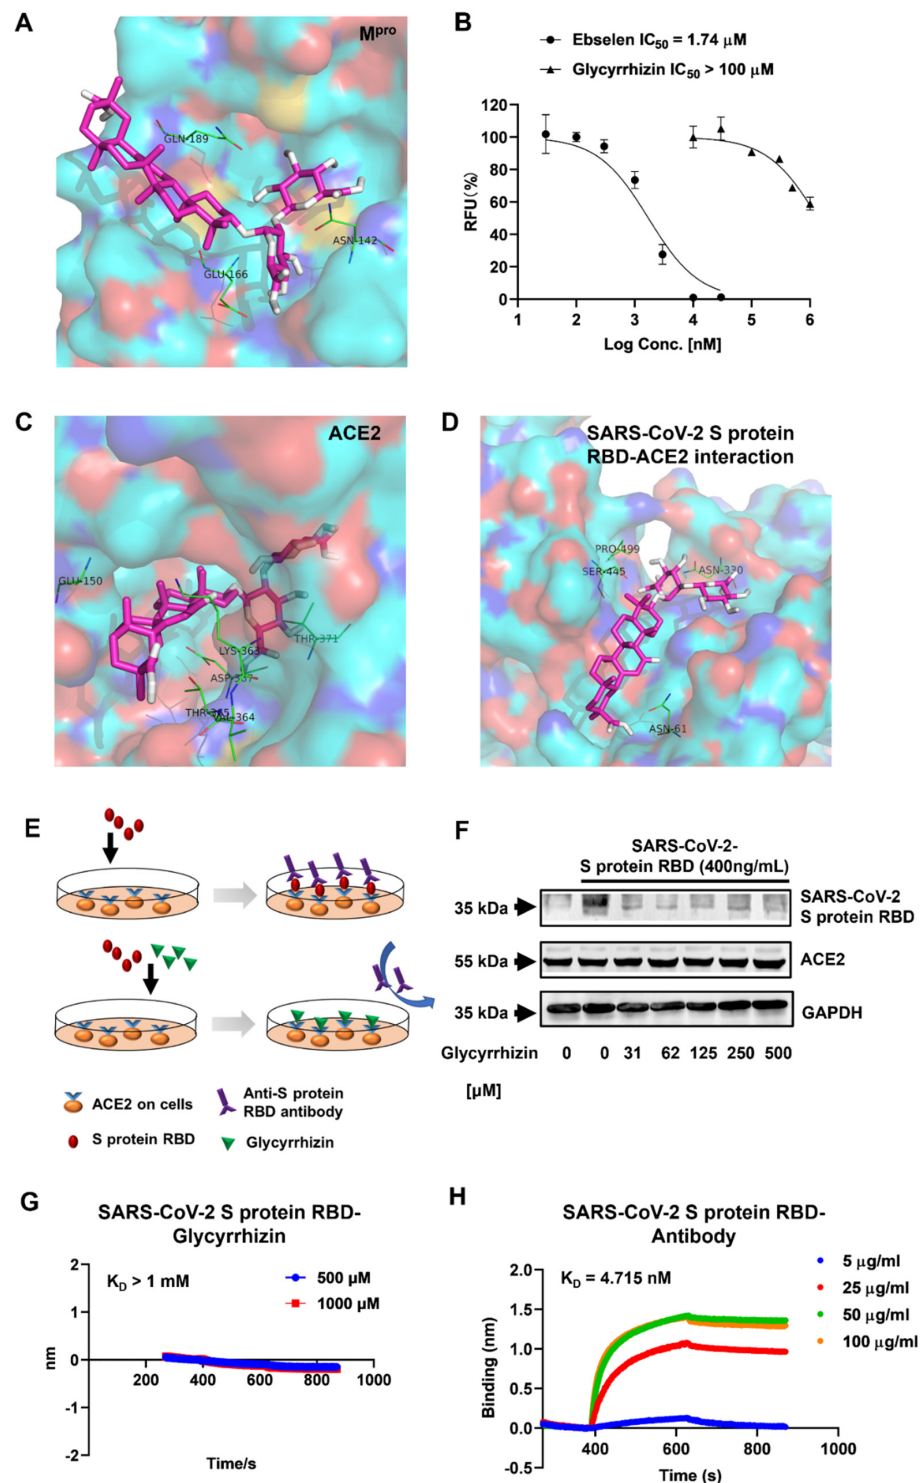 A
Mpro
GLN-189
ASN-142
GLU-166
B
Ebselen IC50 = 1.74 μM
Glycyrrhizin IC50 > 100 μM
120
100
80
60
40
20
0
RFU(%)
1 2 3 4 5 6
Log Conc. [nM]
C
ACE2
GLU-150
THR-371
LYS-363
ASP-367
THR-365
VAL-364
D
SARS-CoV-2 S protein
RBD-ACE2 interaction
PRO-499
SER-445
ASN-330
ASN-61
E
ACE2 on cells
Anti-S protein
RBD antibody
S protein RBD
Glycyrrhizin
F
SARS-CoV-2-
S protein RBD (400ng/mL)
35 kDa
SARS-CoV-2
S protein RBD
55 kDa
ACE2
35 kDa
GAPDH
Glycyrrhizin 0 0 31 62 125 250 500
[μM]
G
SARS-CoV-2 S protein RBD-
Glycyrrhizin
KD > 1 mM
500 μM
1000 μM
2
1
0
-1
-2
nm
200 400 600 800 1000
Time/s
H
SARS-CoV-2 S protein RBD-
Antibody
KD = 4.715 nM
5 μg/ml
25 μg/ml
50 μg/ml
100 μg/ml
2.0
1.5
1.0
0.5
0.0
-0.5
Binding (nm)
400 600 800 1000
Time (s)